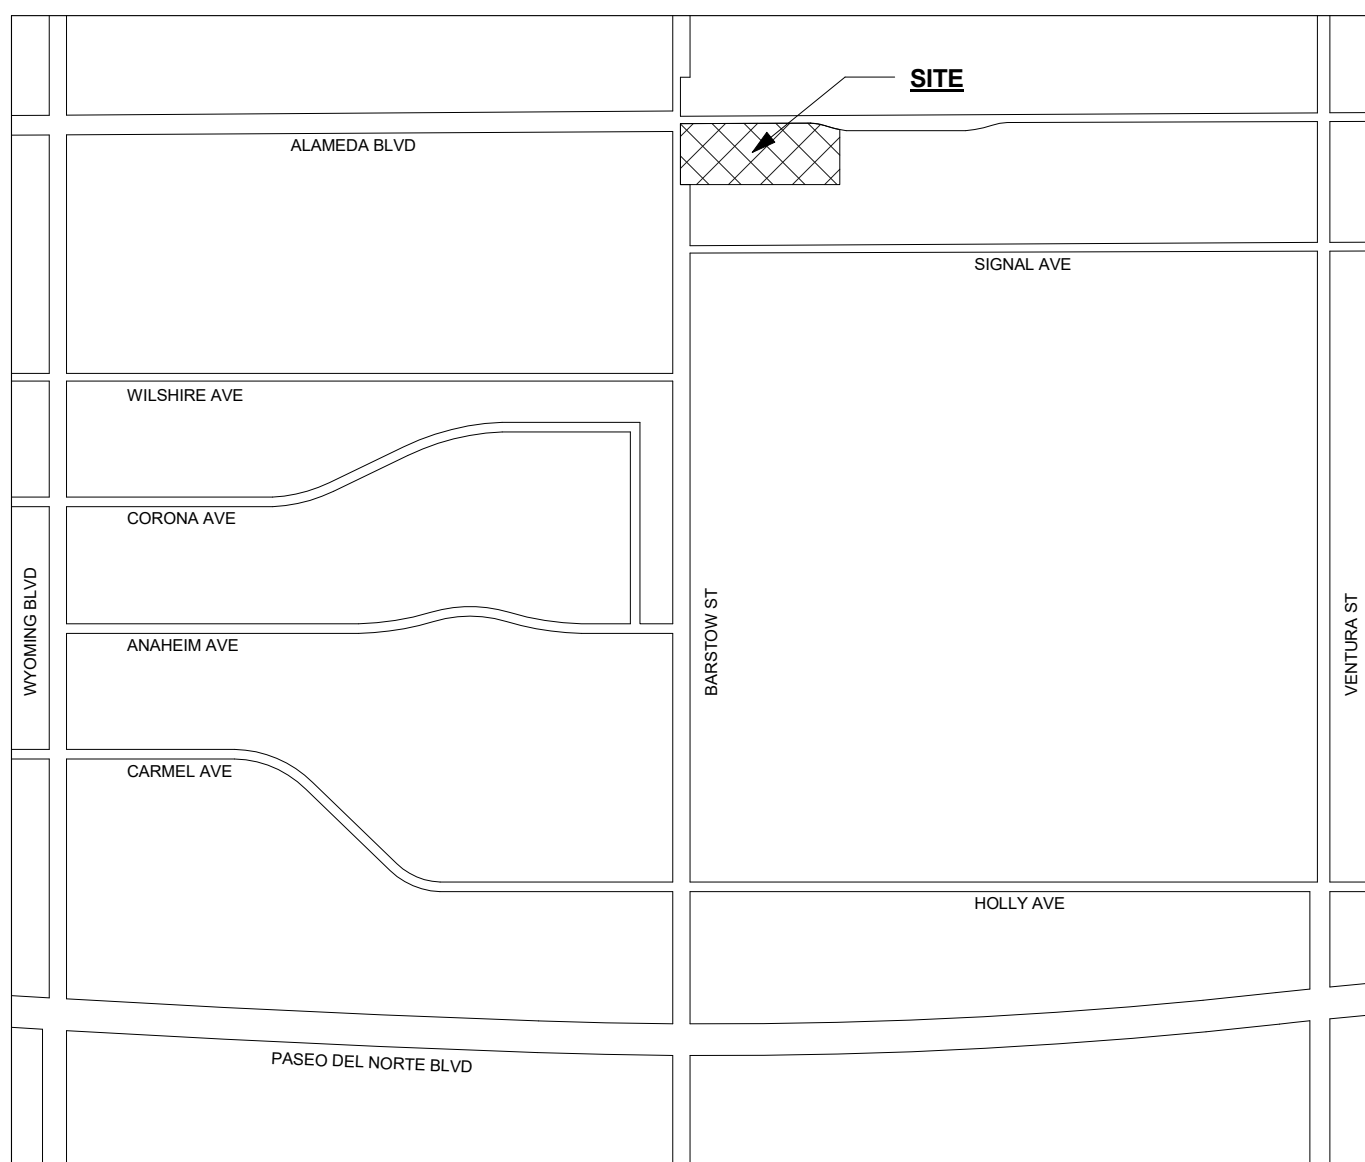 SITE
ALAMEDA BLVD
SIGNAL AVE
WILSHIRE AVE
CORONA AVE
WYOMING BLVD
BARSTOW ST
VENTURA ST
ANAHEIM AVE
CARMEL AVE
HOLLY AVE
PASEO DEL NORTE BLVD